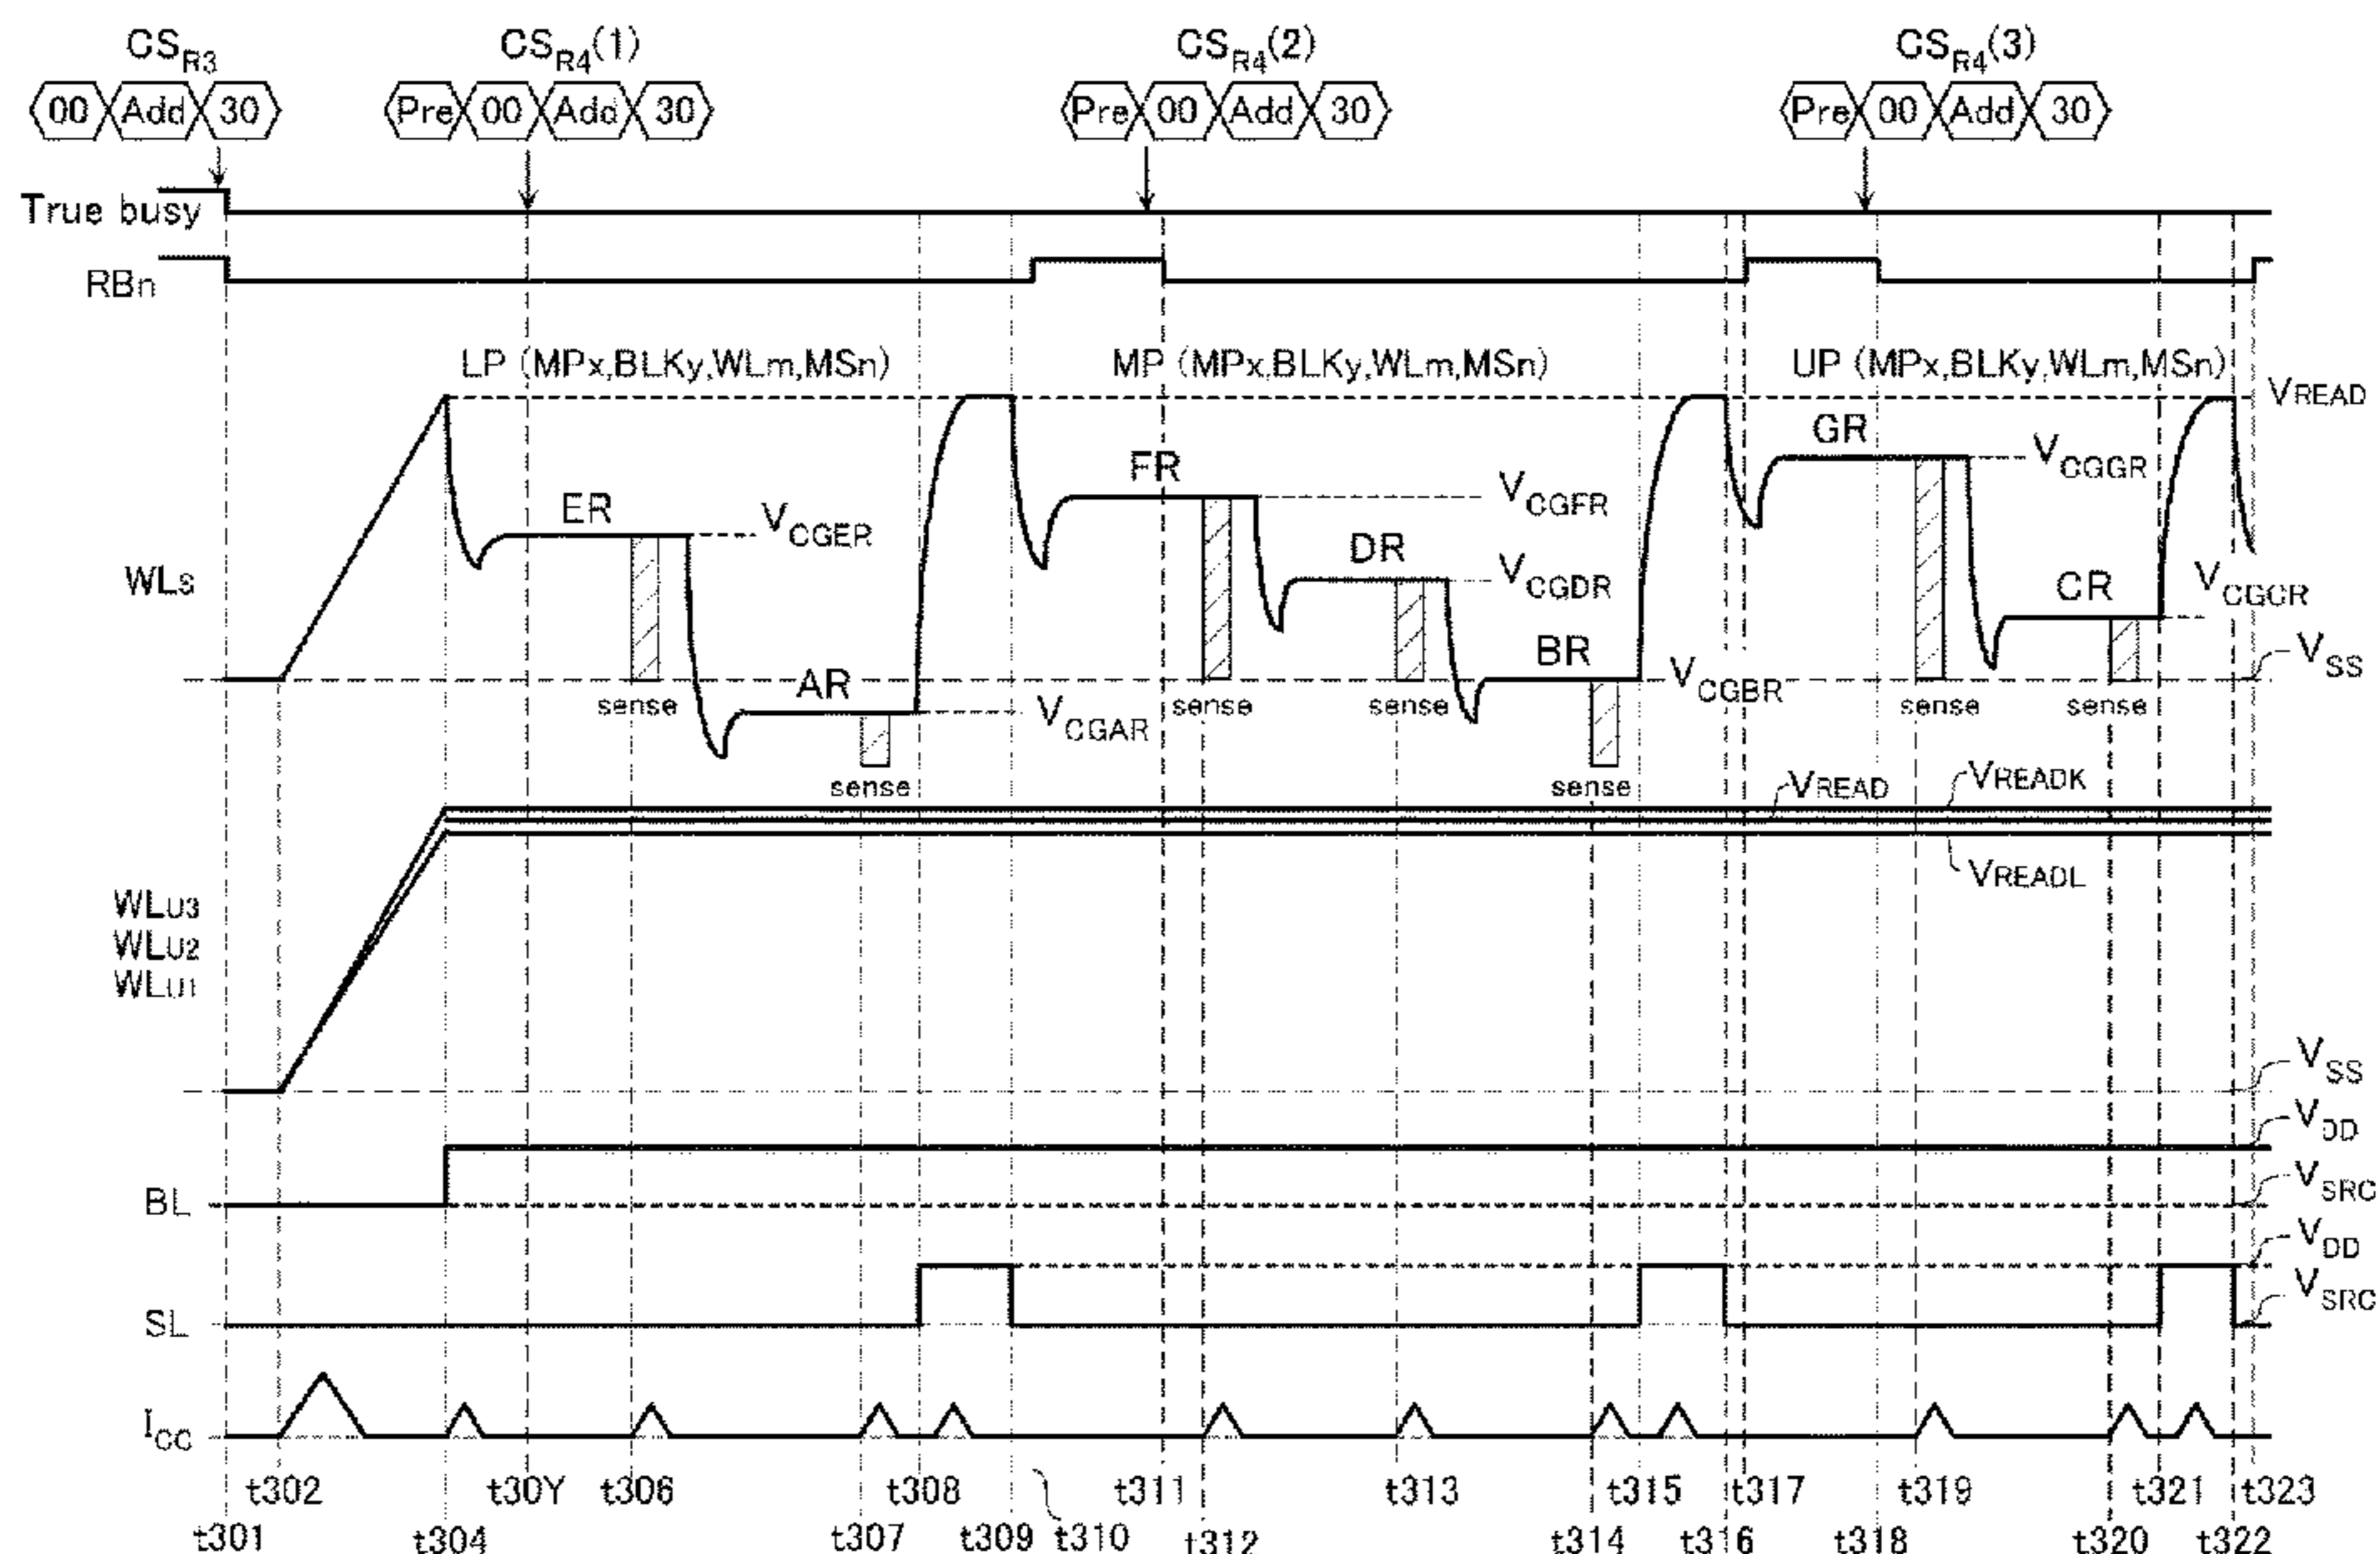 CSR3 CSR4(1) CSR4(2) CSR4(3)
00 Add 30 Pre 00 Add 30 Pre 00 Add 30 Pre 00 Add 30
True busy
RBn
LP (MPx,BLKy,WLm,MSn) MP (MPx,BLKy,WLm,MSn) UP (MPx,BLKy,WLm,MSn)
VREAD
GR VCGGR
FR VCGFR
ER VCGER
DR VCGDR
WLs CR VCGCR
BR VCGBR VSS
AR VCGAR
sense sense sense sense sense
sense sense
VREAD VREADK
VREADL
WLU3
WLU2
WLU1
VSS
VDD
BL VSRC
VDD
SL VSRC
ICC
t302 t30Y t306 t308 t311 t313 t315 t317 t319 t321 t323
t301 t304 t307 t309 t310 t312 t314 t316 t318 t320 t322